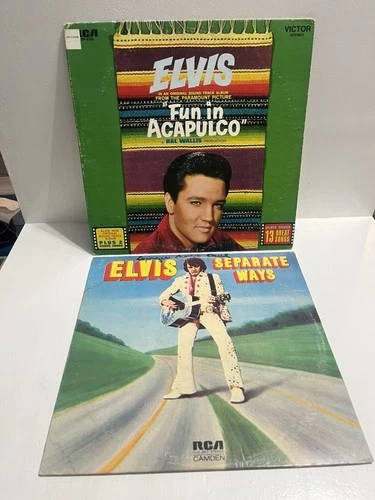 RCA
VICTOR
ELVIS
IN AN ORIGINAL SOUND TRACK ALBUM
FROM THE PARAMOUNT PICTURE
"Fun in
ACAPULCO"
HAL WALLIS
PLUS 2
13 GREAT
SONGS
ELVIS SEPARATE
WAYS
RCA
CAMDEN